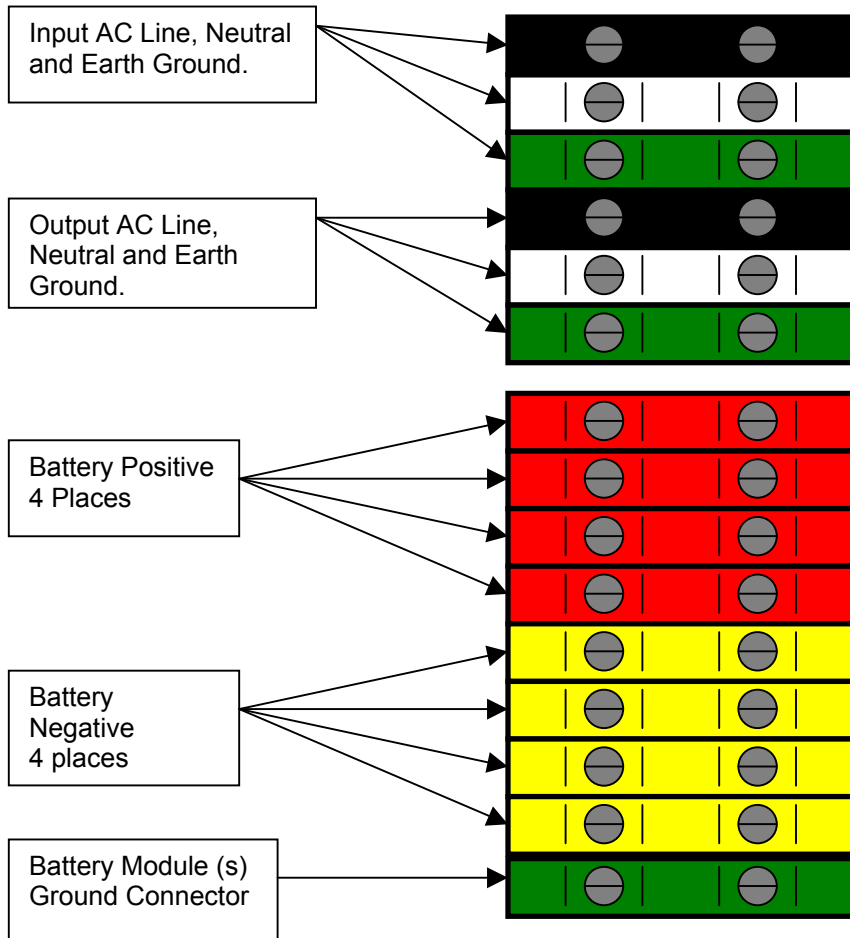 Input AC Line, Neutral
and Earth Ground.
Output AC Line,
Neutral and Earth
Ground.
Battery Positive
4 Places
Battery
Negative
4 places
Battery Module (s)
Ground Connector